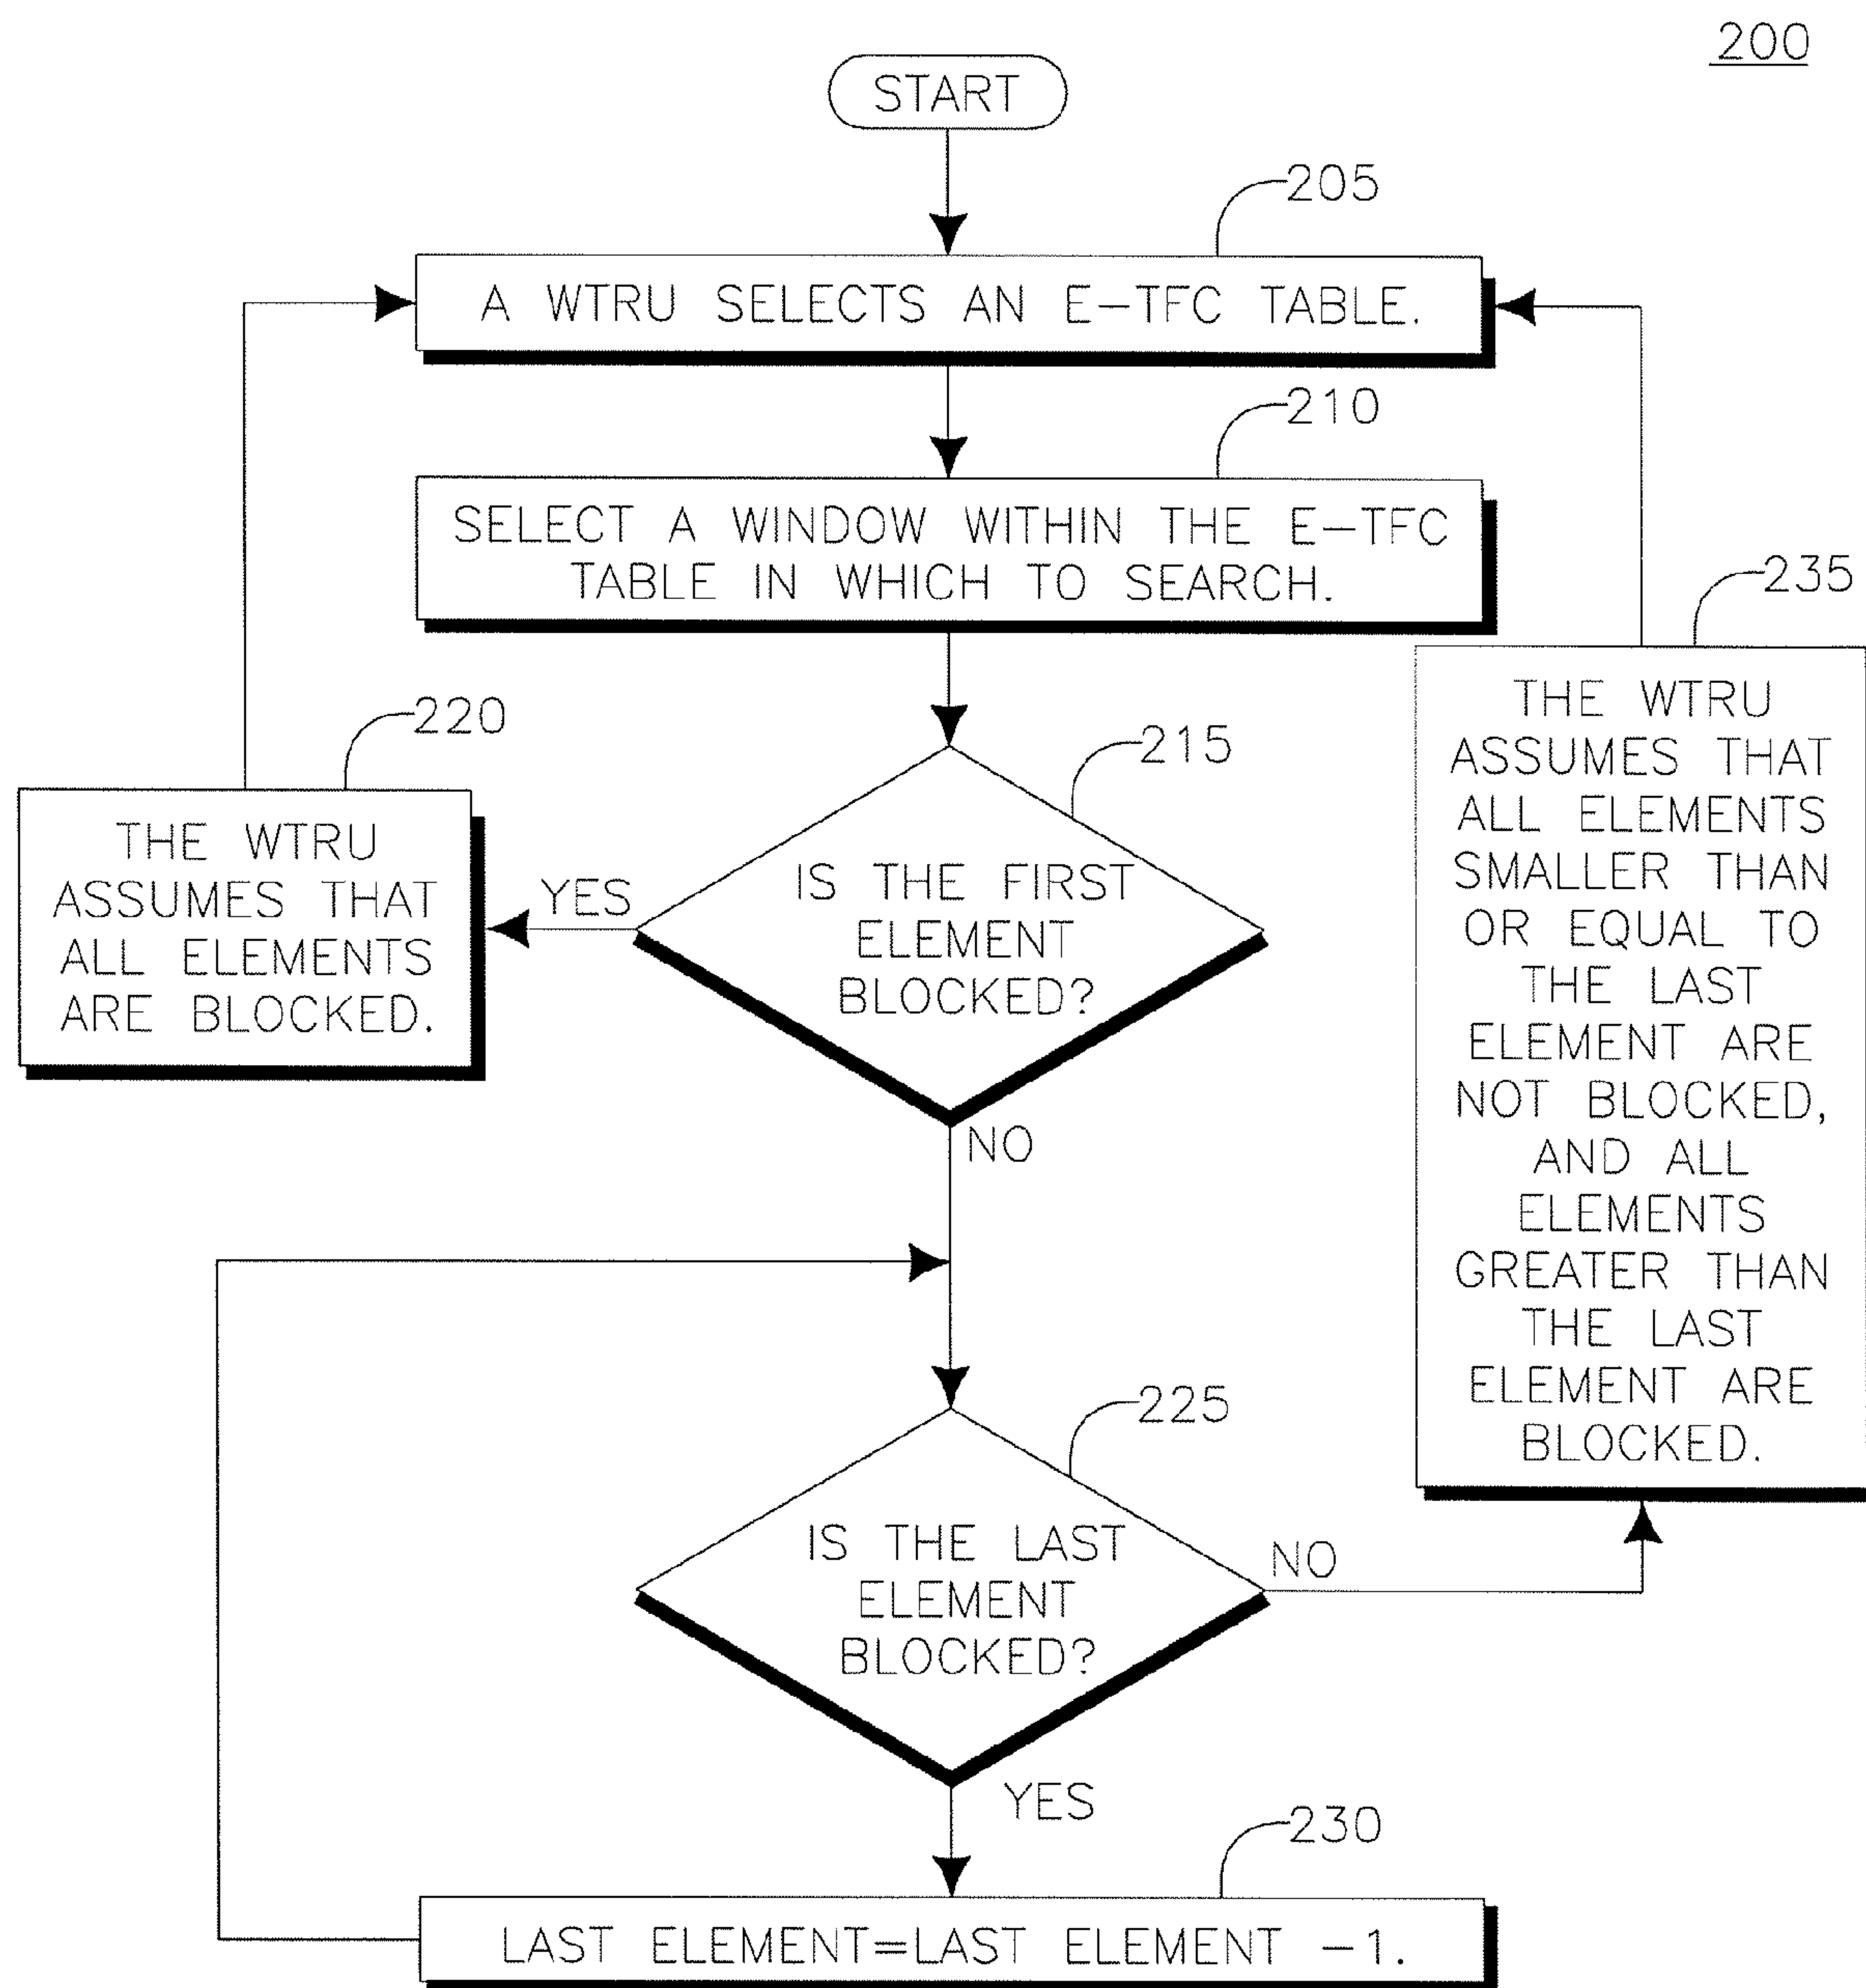 200
START
205
A WTRU SELECTS AN E-TFC TABLE.
210
SELECT A WINDOW WITHIN THE E-TFC
TABLE IN WHICH TO SEARCH.
215
IS THE FIRST
ELEMENT
BLOCKED?
YES
220
THE WTRU
ASSUMES THAT
ALL ELEMENTS
ARE BLOCKED.
NO
225
IS THE LAST
ELEMENT
BLOCKED?
NO
235
THE WTRU
ASSUMES THAT
ALL ELEMENTS
SMALLER THAN
OR EQUAL TO
THE LAST
ELEMENT ARE
NOT BLOCKED,
AND ALL
ELEMENTS
GREATER THAN
THE LAST
ELEMENT ARE
BLOCKED.
YES
230
LAST ELEMENT=LAST ELEMENT -1.